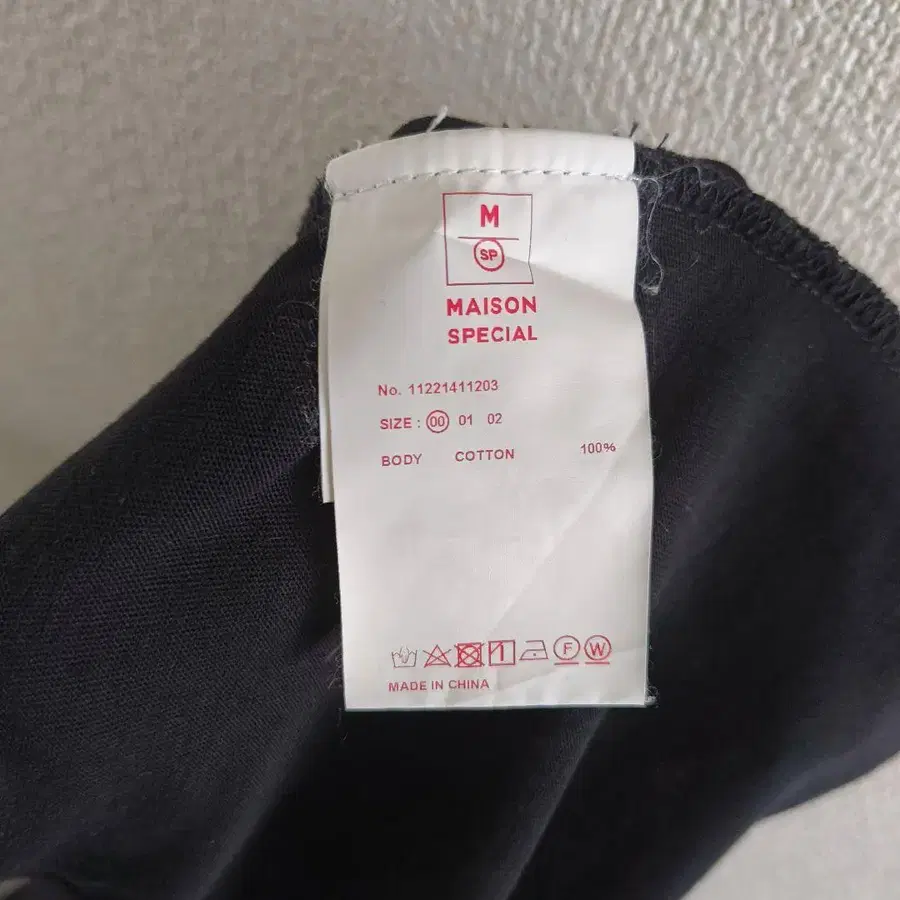 M
SP
MAISON
SPECIAL
No. 11221411203
SIZE : 00 01 02
BODY COTTON 100%
F W
MADE IN CHINA